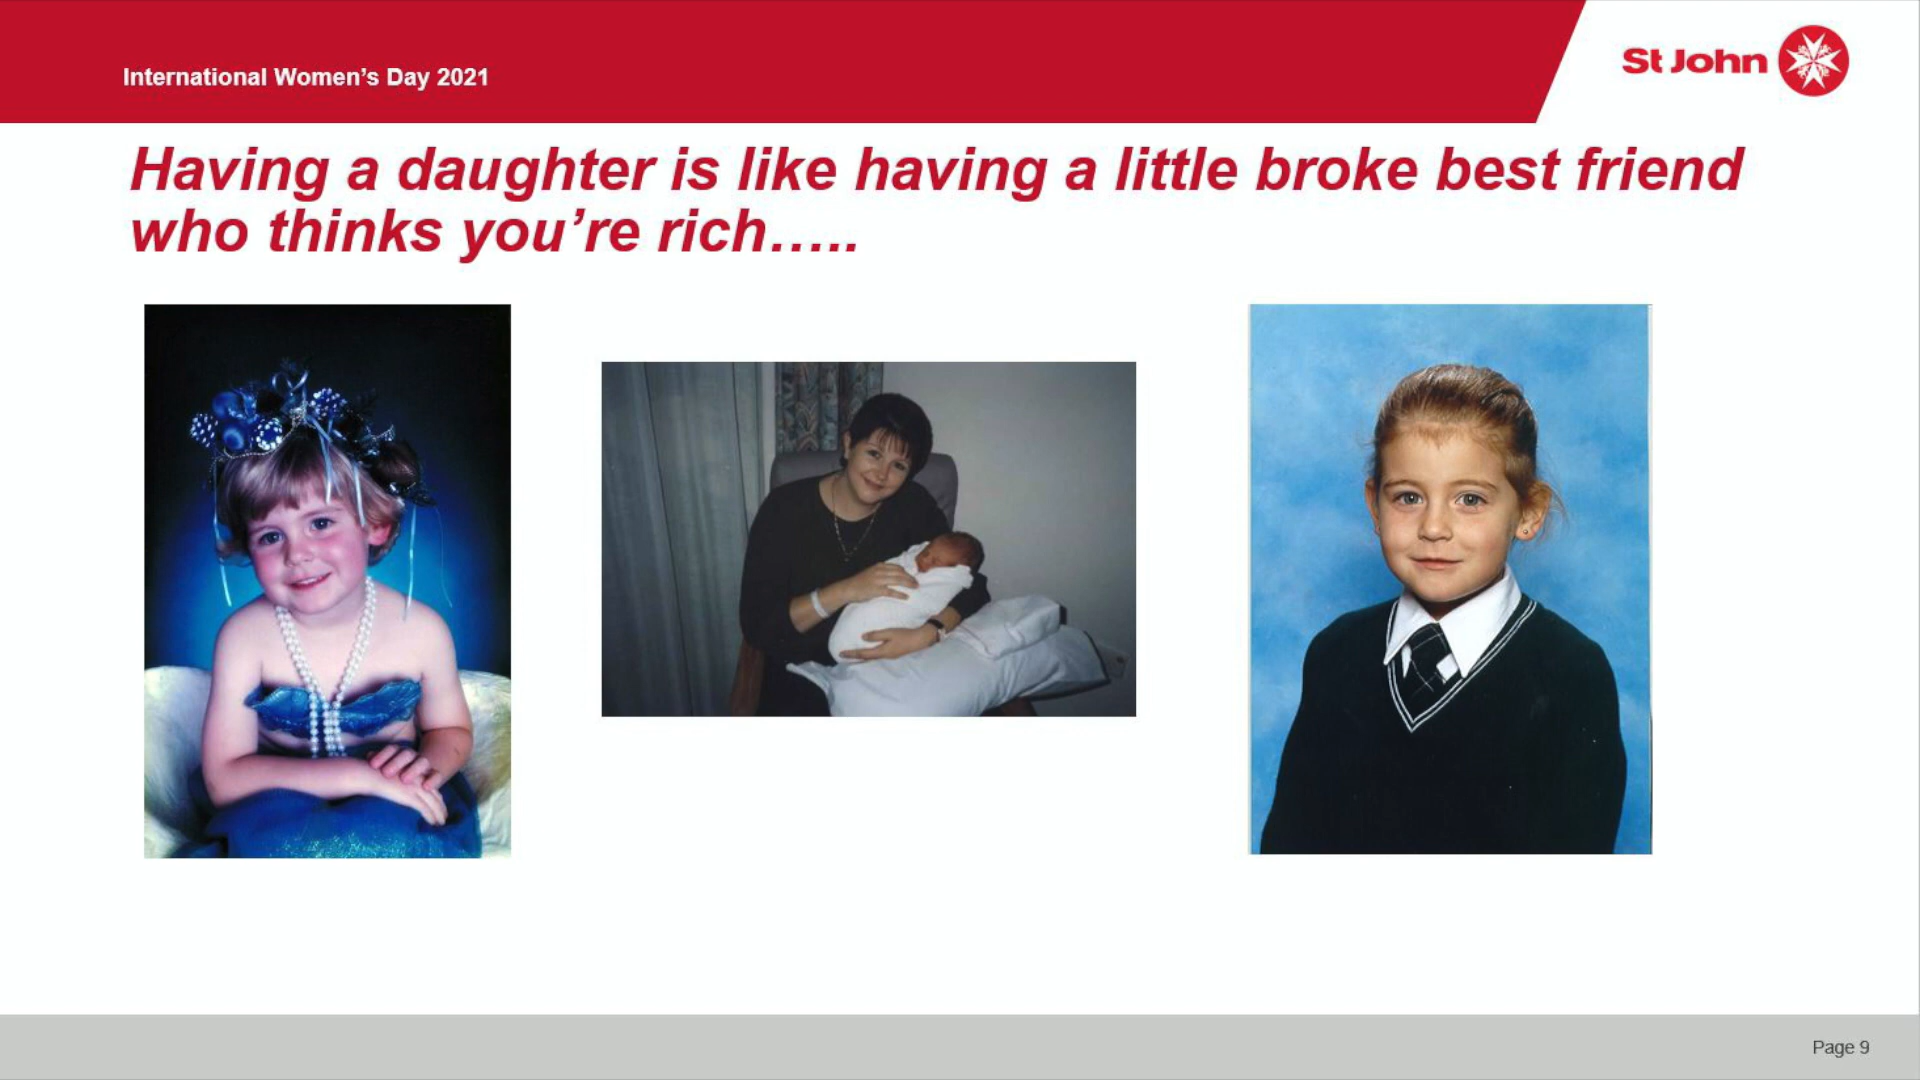 International Women's Day 2021
St John
Having a daughter is like having a little broke best friend
who thinks you're rich…..
Page 9